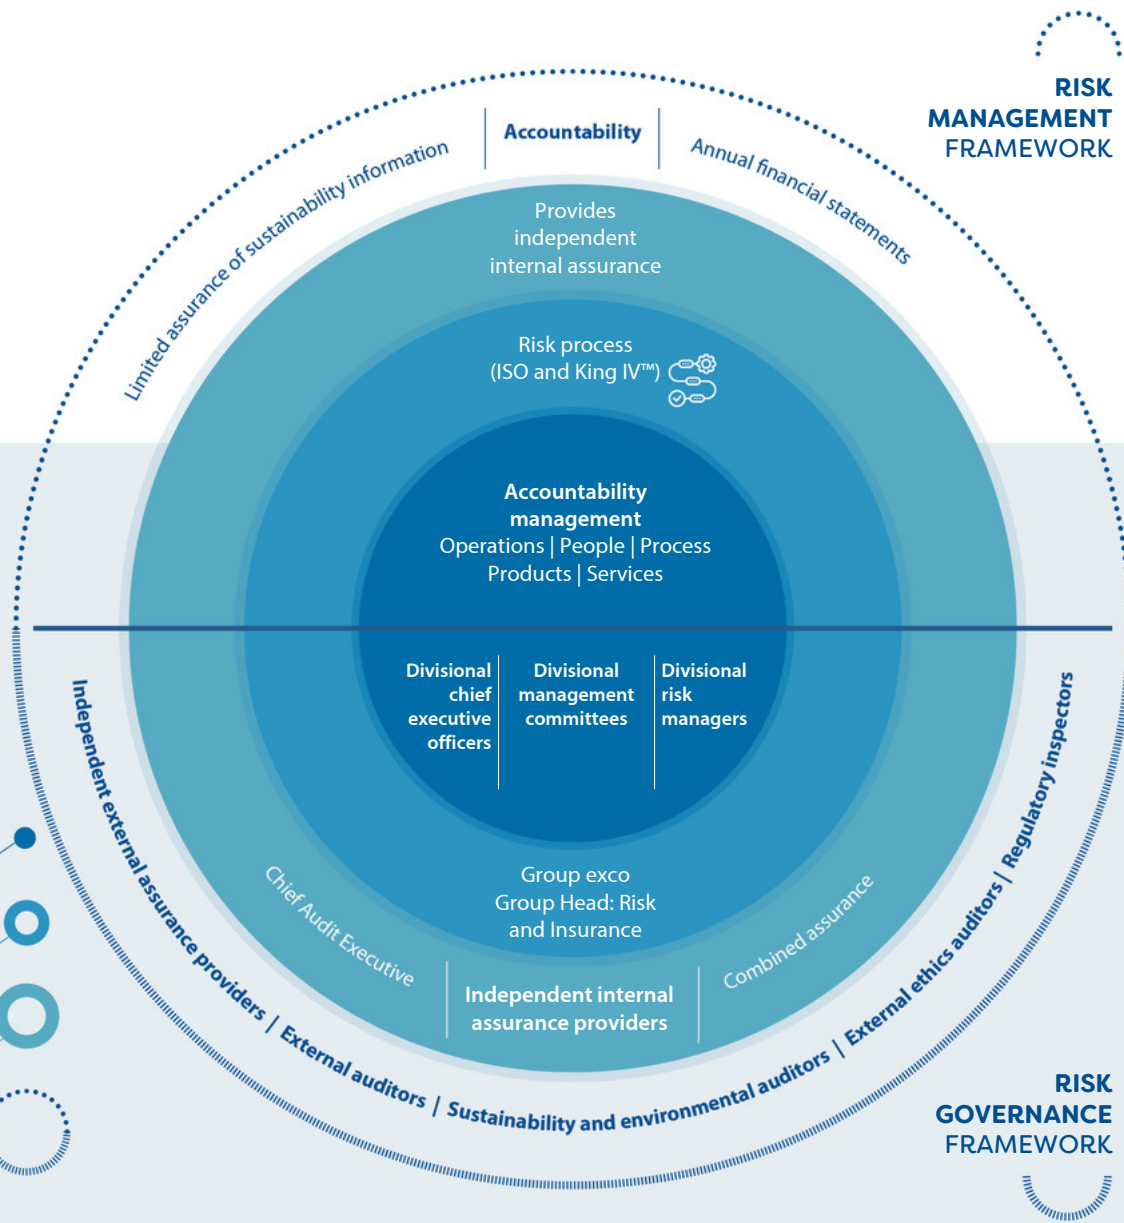 RISK
MANAGEMENT
FRAMEWORK
Limited assurance of sustainability information
Accountability
Annual financial statements
Provides
independent
internal assurance
Risk process
(ISO and King IV™)
Accountability
management
Operations | People | Process
Products | Services
Divisional
chief
executive
officers
Divisional
management
committees
Divisional
risk
managers
Group exco
Group Head: Risk
and Insurance
Chief Audit Executive
Independent internal
assurance providers
Combined assurance
Independent external assurance providers | External auditors | Sustainability and environmental auditors | External ethics auditors | Regulatory inspectors
RISK
GOVERNANCE
FRAMEWORK